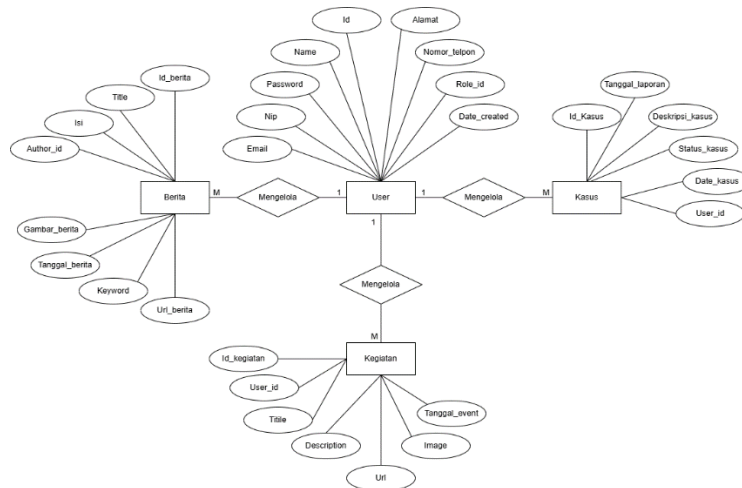 Id
Alamat
Name
Nomor_telpon
Password
Role_id
Nip
Date_created
Email
Id_berita
Title
Isi
Author_id
Tanggal_laporan
Id_Kasus
Deskripsi_kasus
Status_kasus
Date_kasus
User_id
Berita
M
Mengelola
1
User
1
Mengelola
M
Kasus
Gambar_berita
Tanggal_berita
Keyword
Url_berita
1
Mengelola
M
Kegiatan
Id_kegiatan
User_id
Titile
Description
Url
Image
Tanggal_event